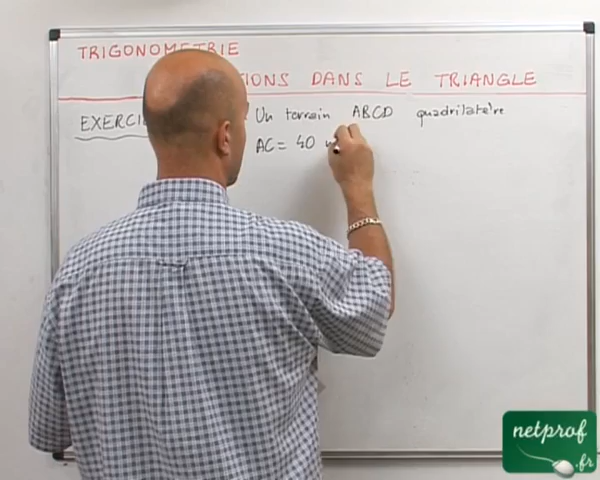 TRIGONOMETRIE
IONS DANS LE TRIANGLE
EXERCI Un terrain ABCD quadrilatère
AC = 40 m
netprof
.fr